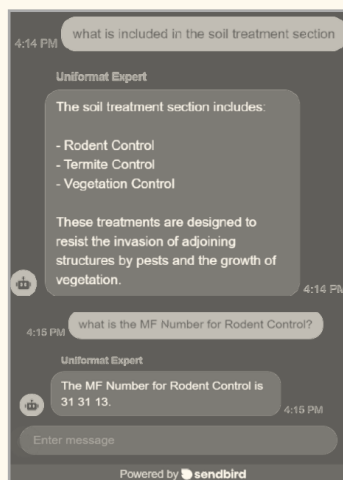 what is included in the soil treatment section
4:14 PM
Uniformat Expert
The soil treatment section includes:
- Rodent Control
- Termite Control
- Vegetation Control
These treatments are designed to
resist the invasion of adjoining
structures by pests and the growth of
vegetation.
4:14 PM
what is the MF Number for Rodent Control?
4:15 PM
Uniformat Expert
The MF Number for Rodent Control is
31 31 13.
4:15 PM
Enter message
Powered by sendbird